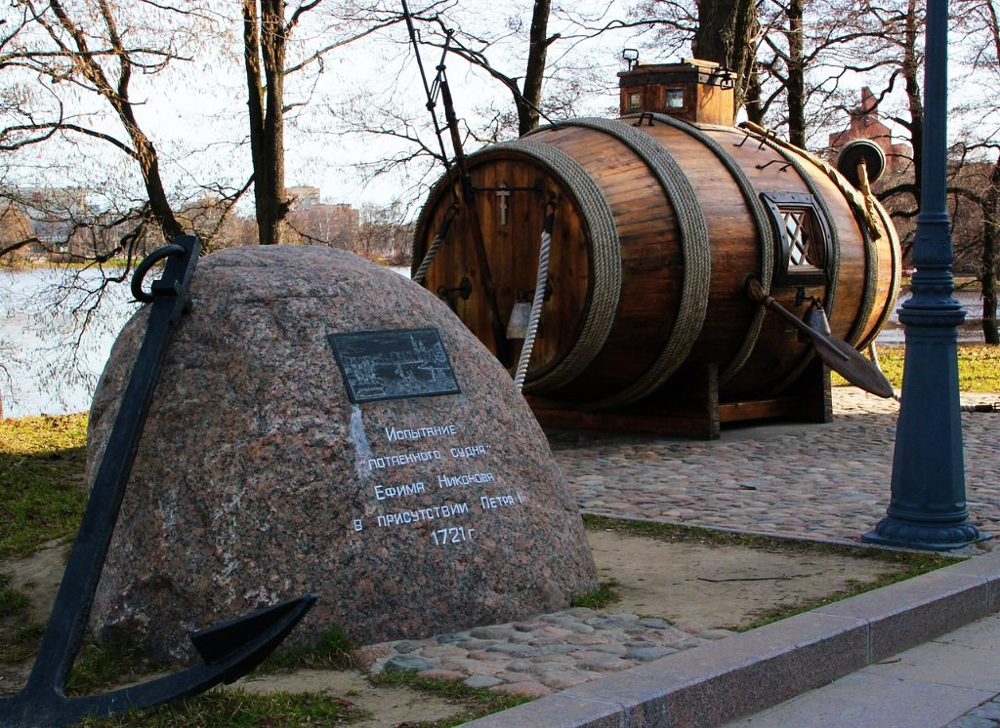 Испытание
"потаенного судна"
Ефима Никонова
в присутствии Петра I
1721 г.